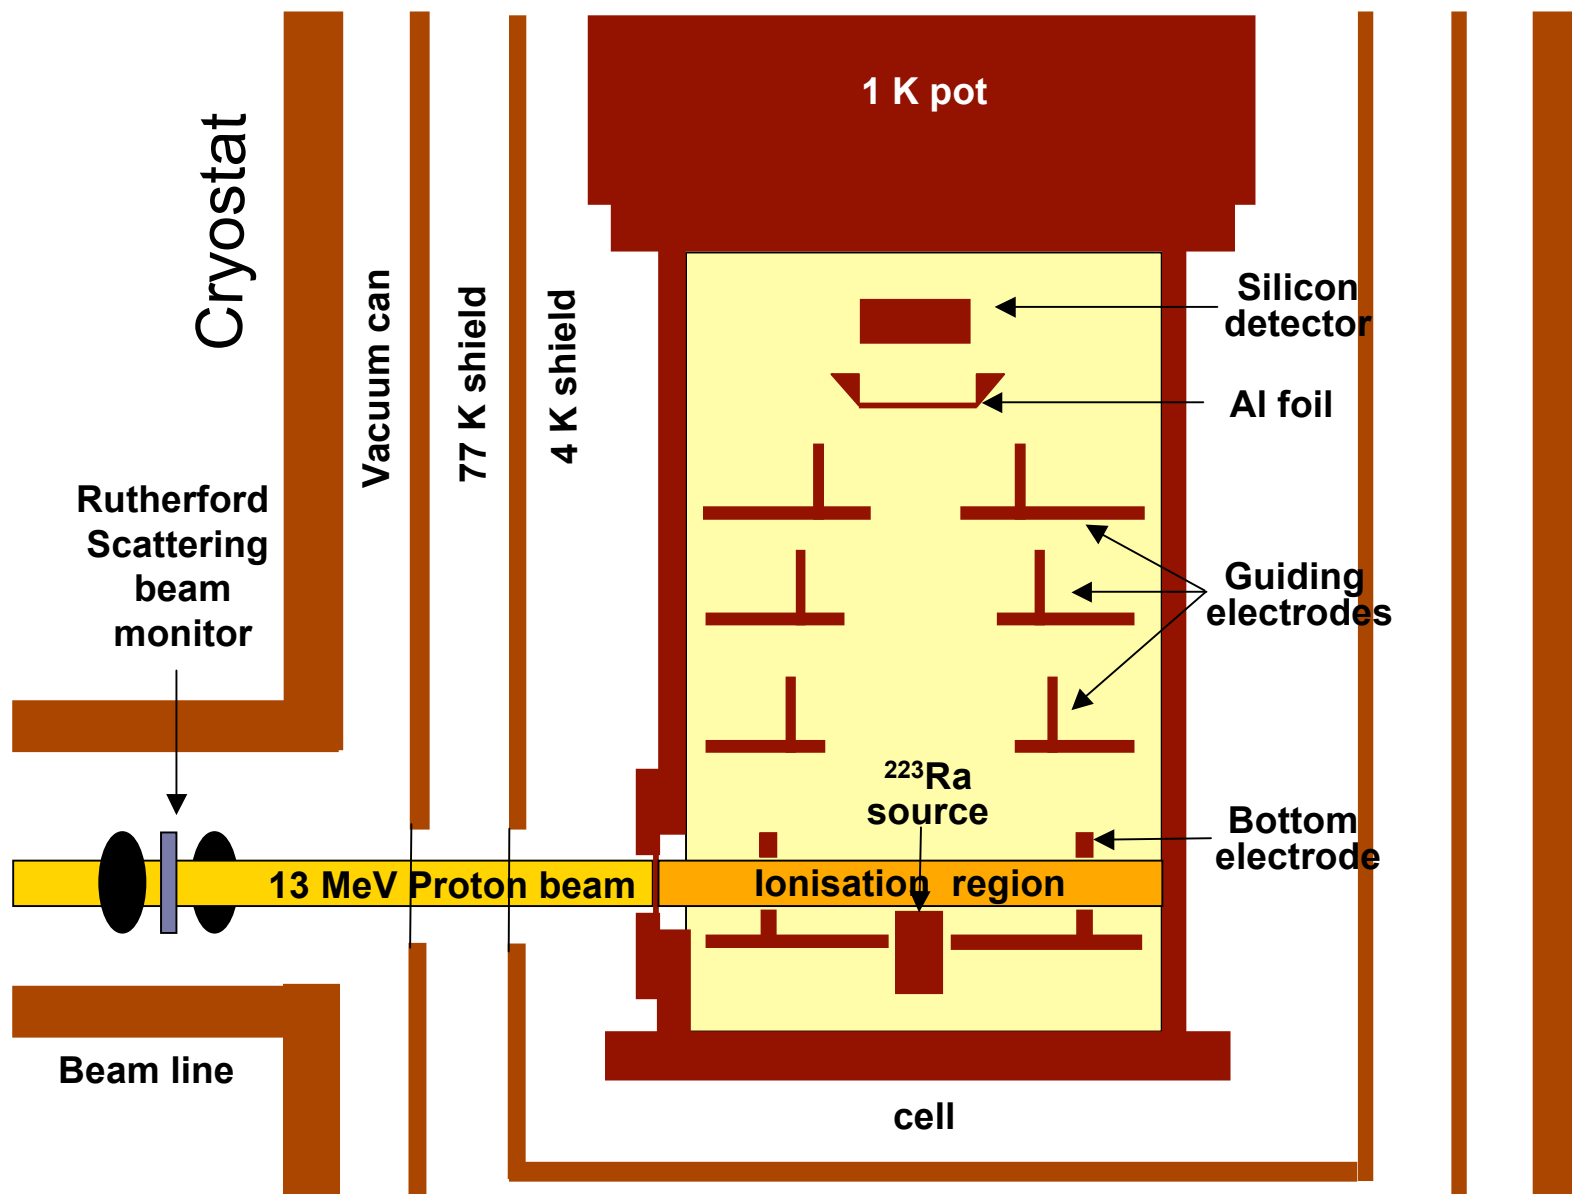 1 K pot
Cryostat
Vacuum can
77 K shield
4 K shield
Silicon
detector
Al foil
Rutherford
Scattering
beam
monitor
Guiding
electrodes
²²³Ra
source
Bottom
electrode
13 MeV Proton beam
Ionisation region
Beam line
cell